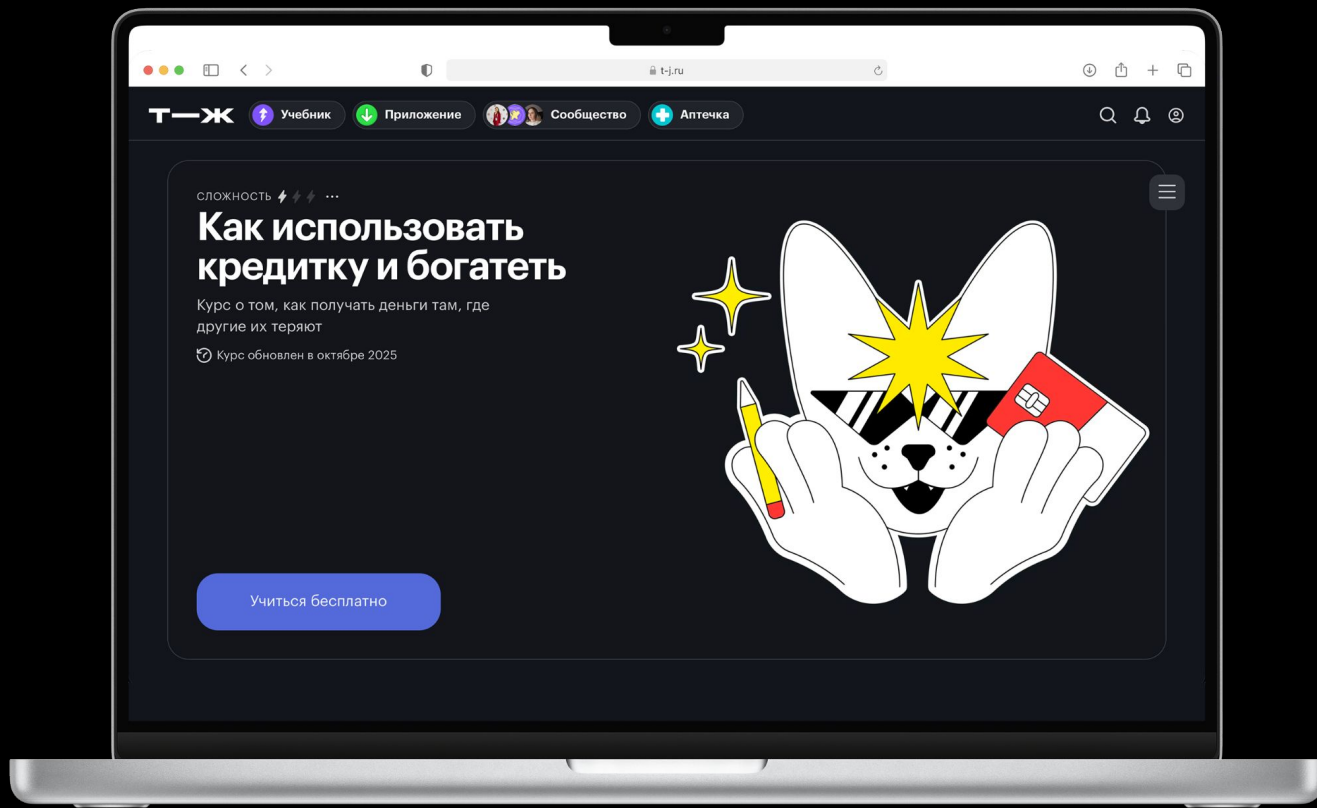 t-j.ru
Т—Ж
Учебник
Приложение
Сообщество
Аптечка
СЛОЖНОСТЬ
Как использовать
кредитку и богатеть
Курс о том, как получать деньги там, где
другие их теряют
Курс обновлен в октябре 2025
Учиться бесплатно